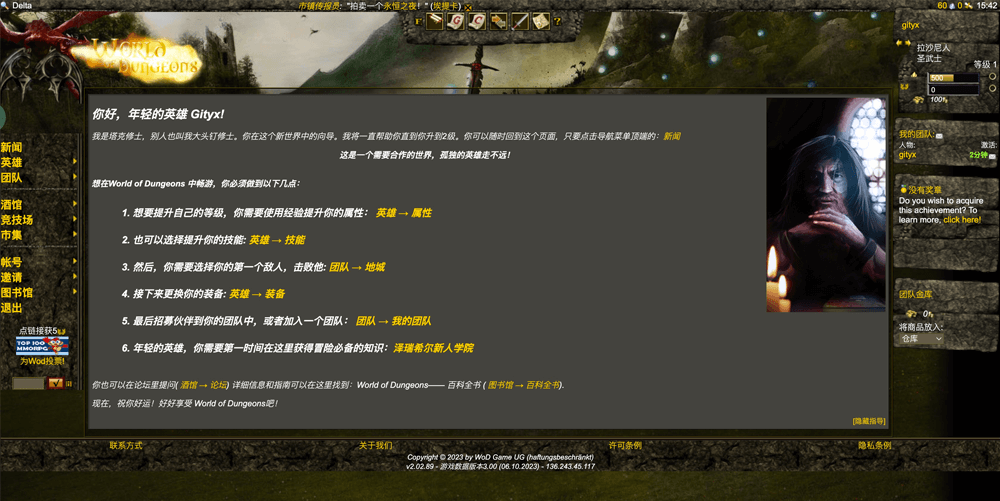 Delta
市镇传报员: "拍卖一个永恒之夜! " (埃提卡)
60 0 15:42
WORLD OF DUNGEONS
G C ?
gityx
拉沙尼人
圣武士
等级 1
500
0
100%
新闻
英雄
团队
酒馆
竞技场
市集
帐号
邀请
图书馆
退出
点链接获5
TOP 100
MMORPG
为Wod投票!
你好，年轻的英雄 Gityx!
我是塔克修士，别人也叫我大头钉修士。你在这个新世界中的向导。我将一直帮助你直到你升到2级。你可以随时回到这个页面，只要点击导航菜单顶端的：新闻
这是一个需要合作的世界，孤独的英雄走不远！
想在World of Dungeons 中畅游，你必须做到以下几点：
1. 想要提升自己的等级，你需要使用经验提升你的属性： 英雄 → 属性
2. 也可以选择提升你的技能: 英雄 → 技能
3. 然后，你需要选择你的第一个敌人，击败他: 团队 → 地域
4. 接下来更换你的装备: 英雄 → 装备
5. 最后招募伙伴到你的团队中，或者加入一个团队： 团队 → 我的团队
6. 年轻的英雄，你需要第一时间在这里获得冒险必备的知识：泽瑞希尔新人学院
你也可以在论坛里提问( 酒馆 → 论坛) 详细信息和指南可以在这里找到：World of Dungeons—— 百科全书 ( 图书馆 → 百科全书).
现在，祝你好运！好好享受 World of Dungeons吧！
[隐藏指导]
我的团队:
人物: 激活:
gityx 2分钟
没有奖章
Do you wish to acquire
this achievement? To
learn more, click here!
团队金库
0
将商品放入:
仓库
联系方式 关于我们 许可条例 隐私条例
Copyright © 2023 by WoD Game UG (haftungsbeschränkt)
v2.02.89 - 游戏数据版本3.00 (06.10.2023) - 136.243.45.117